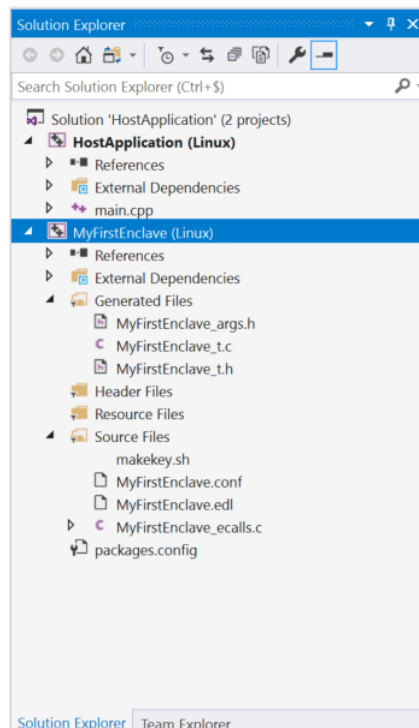 Solution Explorer
Search Solution Explorer (Ctrl+$)
Solution 'HostApplication' (2 projects)
HostApplication (Linux)
References
External Dependencies
main.cpp
MyFirstEnclave (Linux)
References
External Dependencies
Generated Files
MyFirstEnclave_args.h
MyFirstEnclave_t.c
MyFirstEnclave_t.h
Header Files
Resource Files
Source Files
makekey.sh
MyFirstEnclave.conf
MyFirstEnclave.edl
MyFirstEnclave_ecalls.c
packages.config
Solution Explorer Team Explorer